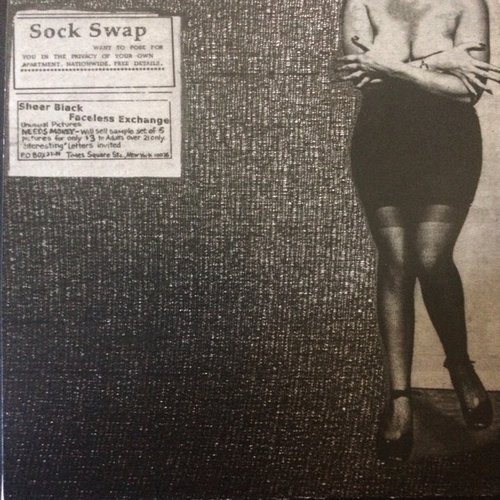 Sock Swap
WANT TO POSE FOR
YOU IN THE PRIVACY OF YOUR OWN
APARTMENT. NATIONWIDE. FREE DETAILS.
Sheer Black
Faceless Exchange
Unusual Pictures
NEEDS MONEY - Will sell sample set of 5
pictures for only $3 to Adults over 21 only.
"Interesting" Letters invited
P.O BOX Times Square Sta., New York